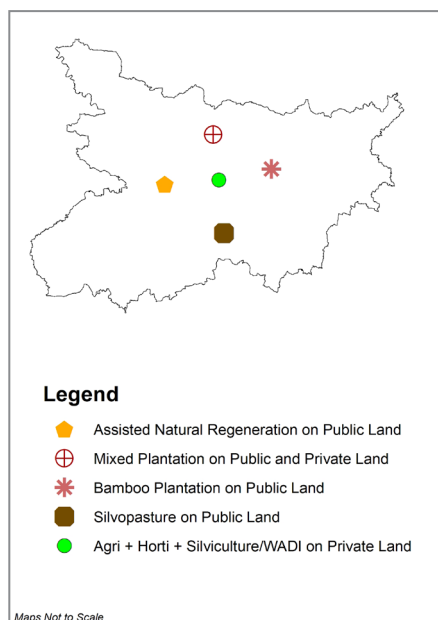 Legend
Assisted Natural Regeneration on Public Land
Mixed Plantation on Public and Private Land
Bamboo Plantation on Public Land
Silvopasture on Public Land
Agri + Horti + Silviculture/WADI on Private Land
Maps Not to Scale